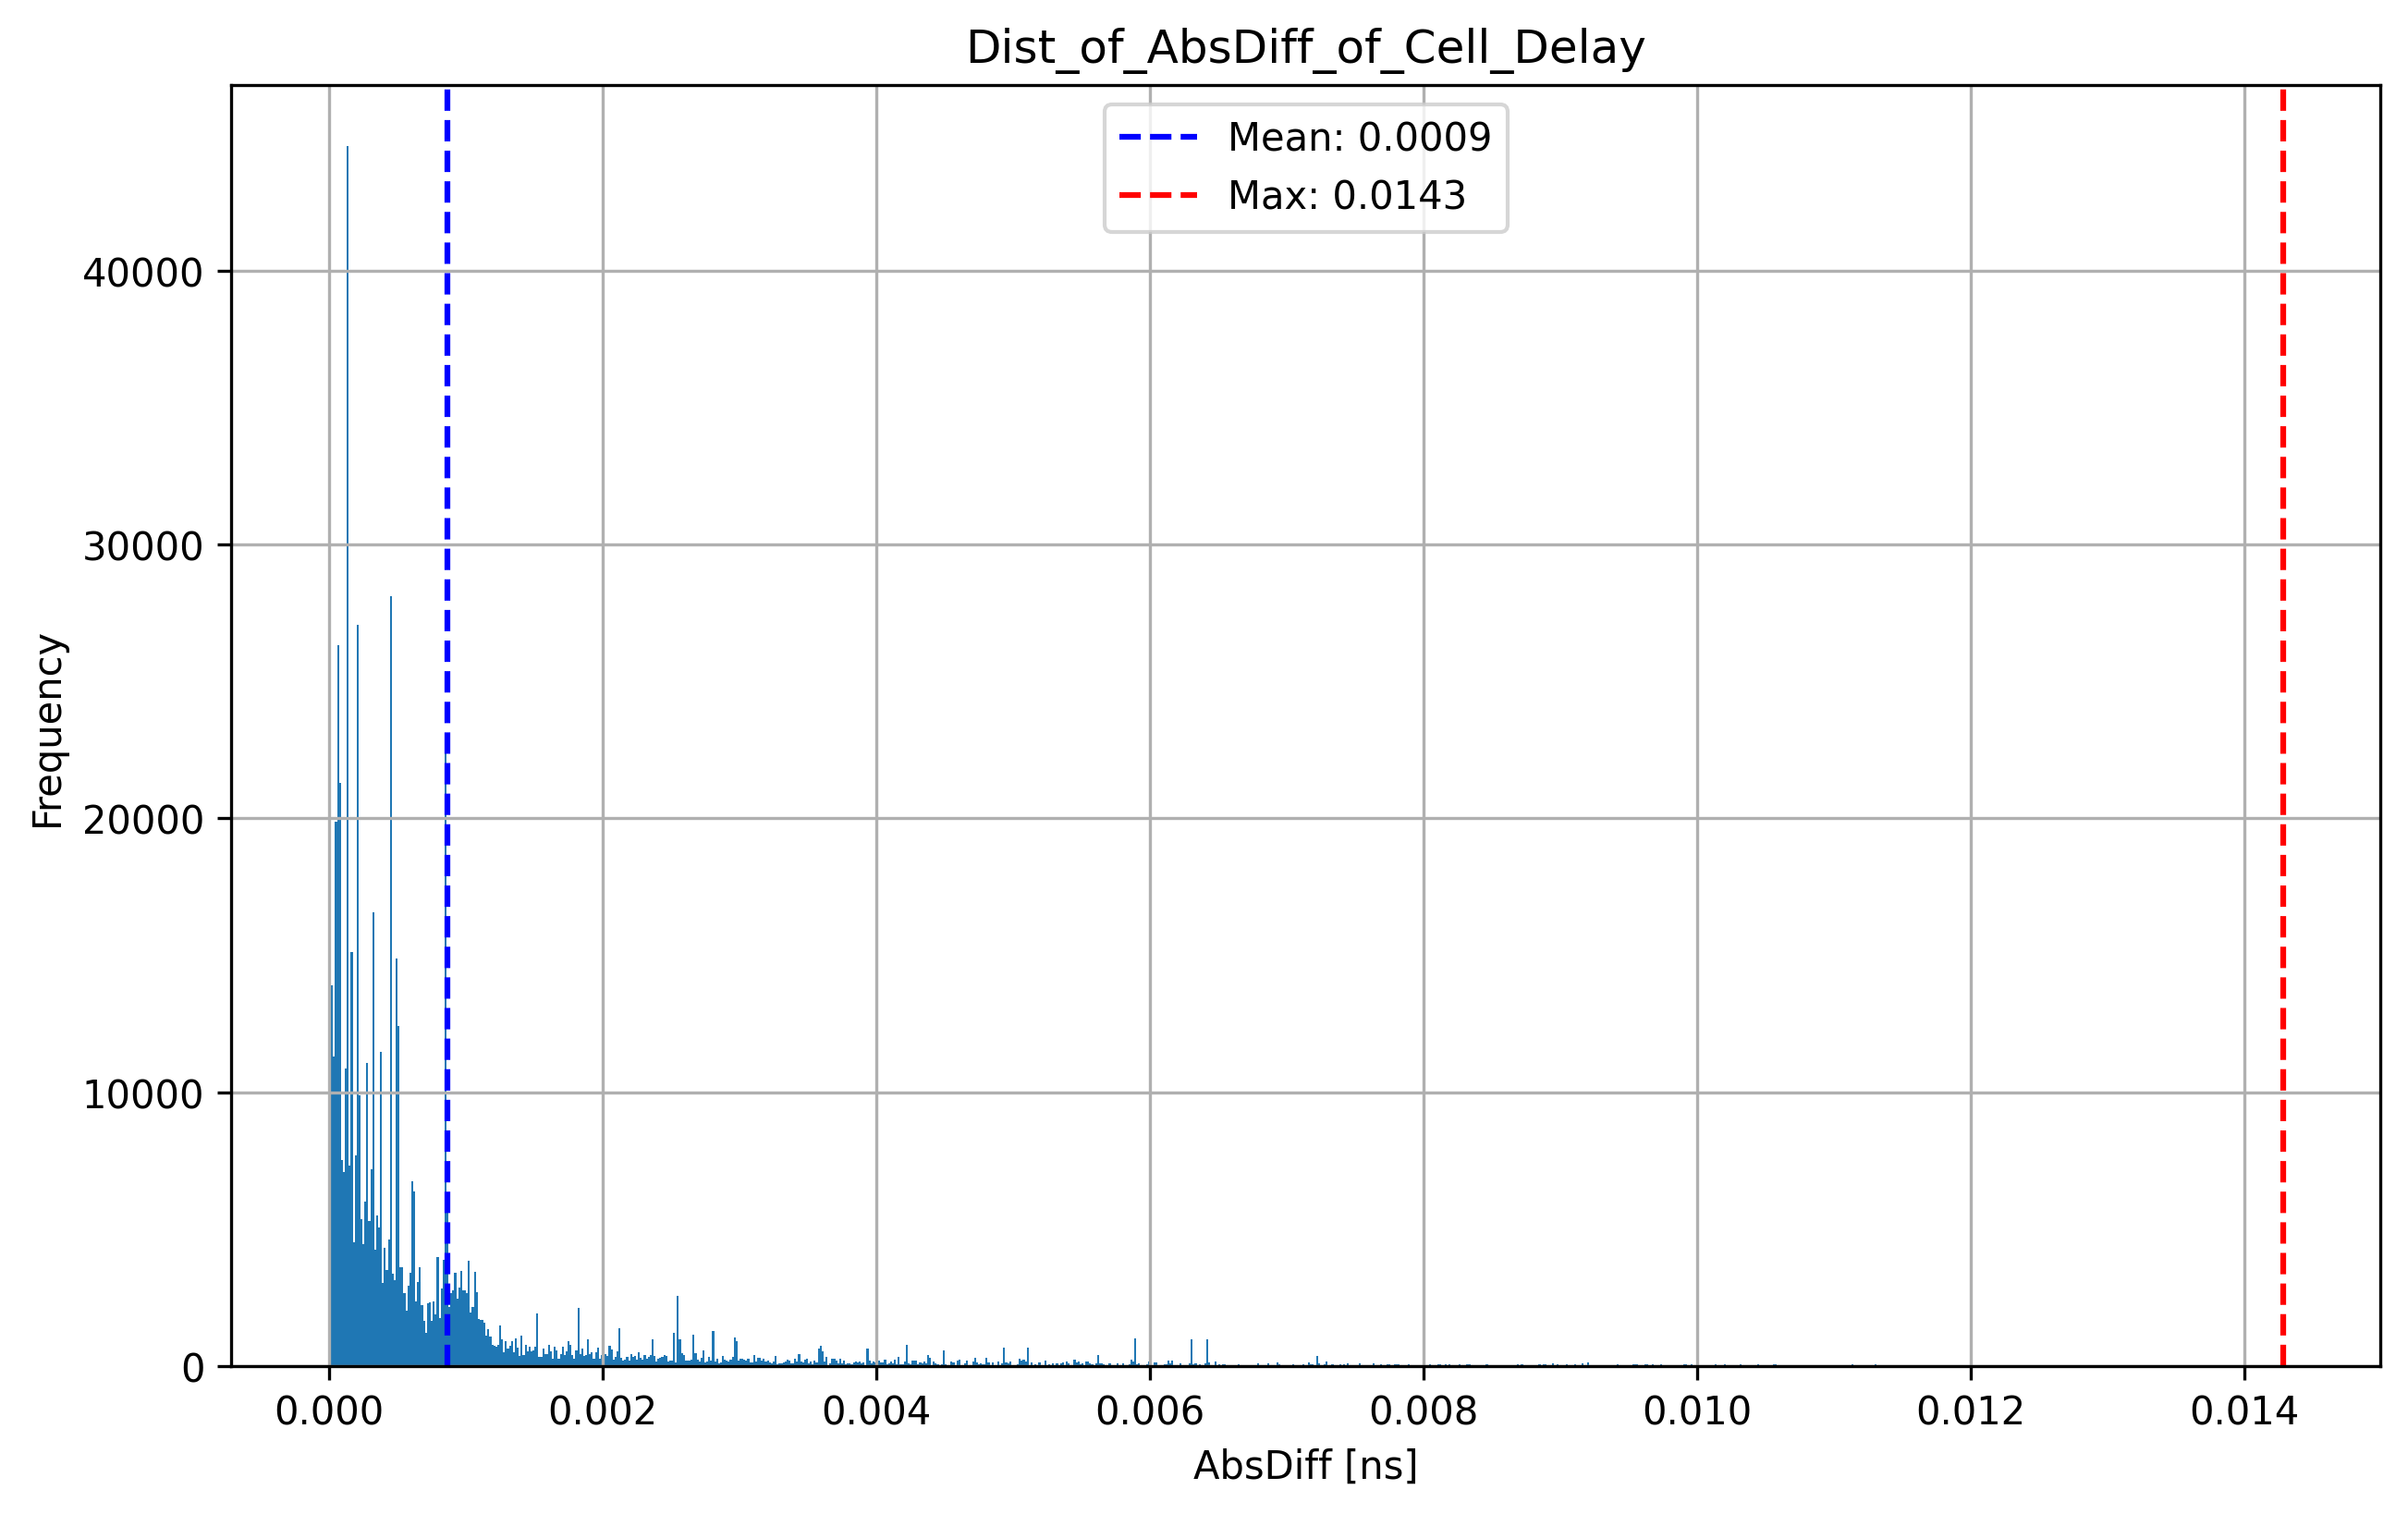 Dist_of_AbsDiff_of_Cell_Delay
Mean: 0.0009
Max: 0.0143
Frequency
40000
30000
20000
10000
0
0.000
0.002
0.004
0.006
0.008
0.010
0.012
0.014
AbsDiff [ns]